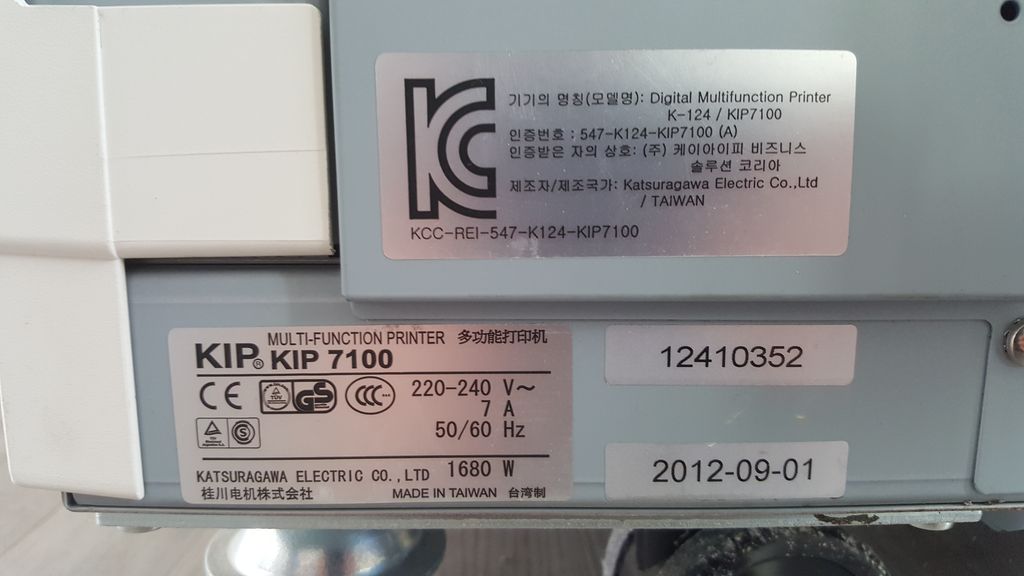 기기의 명칭(모델명): Digital Multifunction Printer
K-124 / KIP7100
인증번호 : 547-K124-KIP7100 (A)
인증받은 자의 상호: (주) 케이아이피 비즈니스
솔루션 코리아
제조자/제조국가: Katsuragawa Electric Co.,Ltd
/ TAIWAN
KCC-REI-547-K124-KIP7100
MULTI-FUNCTION PRINTER 多功能打印机
KIP® KIP 7100
CE TÜV GS CCC 220-240 V~
7 A
50/60 Hz
S
1680 W
KATSURAGAWA ELECTRIC CO.,LTD
桂川电机株式会社 MADE IN TAIWAN 台湾制
12410352
2012-09-01